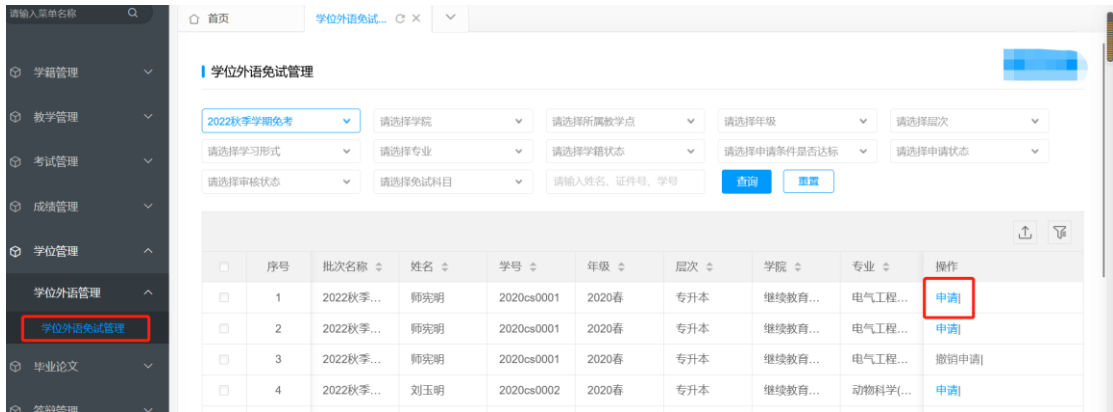 请输入菜单名称
首页 学位外语免试...
学籍管理
教学管理
考试管理
成绩管理
学位管理
学位外语管理
学位外语免试管理
毕业论文
答辩管理
学位外语免试管理
2022秋季学期免考 请选择学院 请选择所属教学点 请选择年级 请选择层次
请选择学习形式 请选择专业 请选择学籍状态 请选择申请条件是否达标 请选择申请状态
请选择审核状态 请选择免试科目 请输入姓名、证件号、学号 查询 重置
序号 批次名称 姓名 学号 年级 层次 学院 专业 操作
1 2022秋季... 师宪明 2020cs0001 2020春 专升本 继续教育... 电气工程... 申请|
2 2022秋季... 师宪明 2020cs0001 2020春 专升本 继续教育... 电气工程... 申请|
3 2022秋季... 师宪明 2020cs0001 2020春 专升本 继续教育... 电气工程... 撤销申请|
4 2022秋季... 刘玉明 2020cs0002 2020春 专升本 继续教育... 动物科学(... 申请|